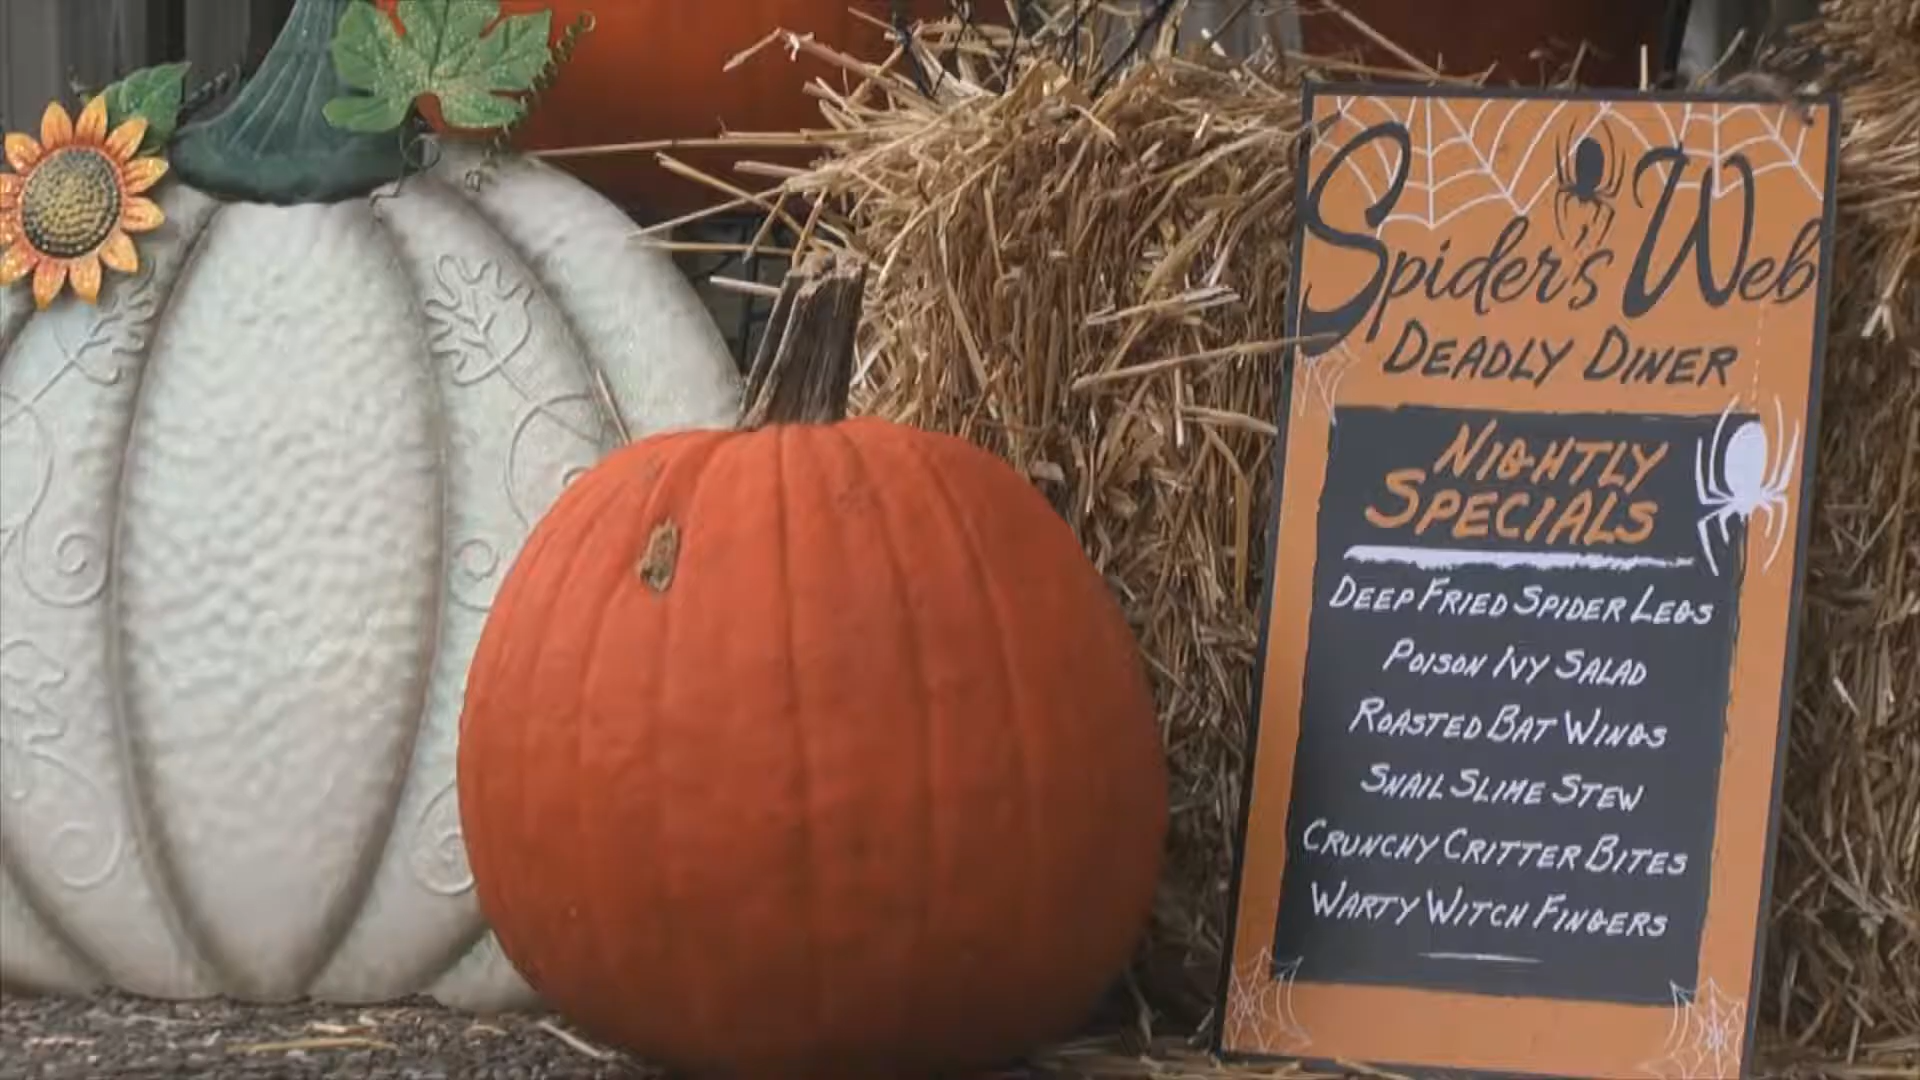 Spider's Web
DEADLY DINER
NIGHTLY
SPECIALS
DEEP FRIED SPIDER LEGS
POISON IVY SALAD
ROASTED BAT WINGS
SNAIL SLIME STEW
CRUNCHY CRITTER BITES
WARTY WITCH FINGERS